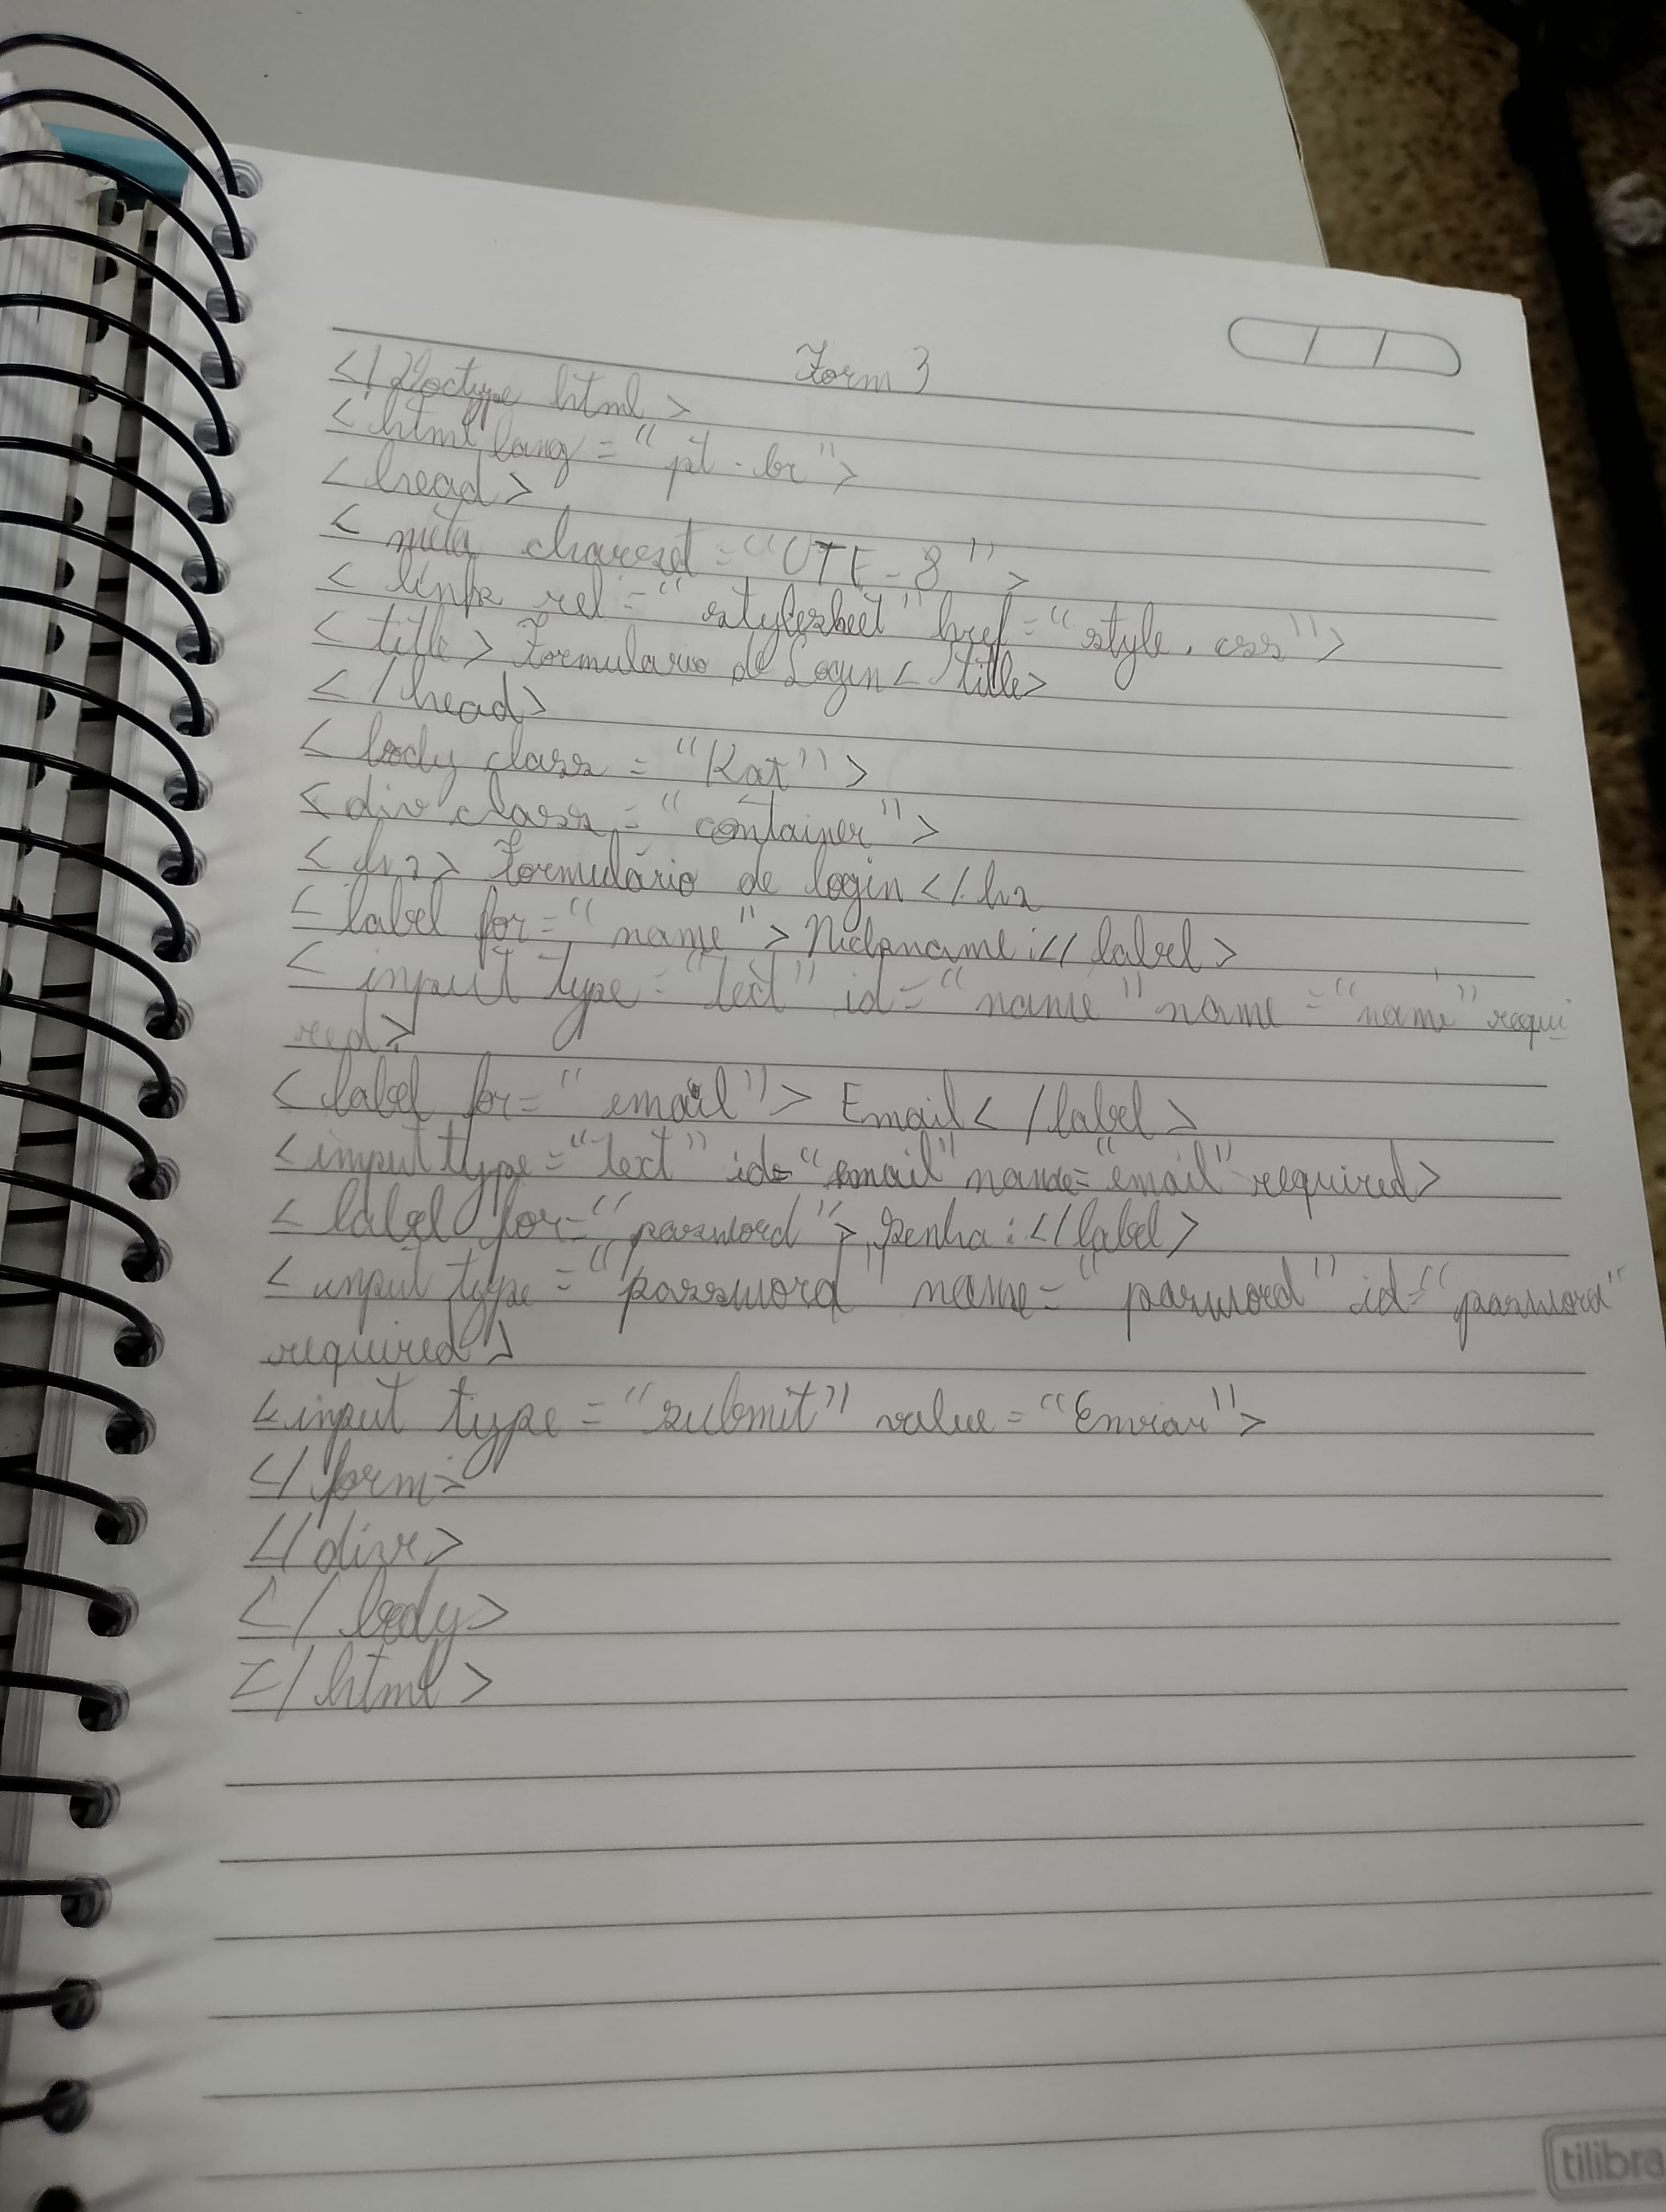 Form 3
<!Doctype html>
<html lang = "pt-br">
<head>
<meta charset = "UTF-8">
<link rel = "stylesheet" href = "style.css">
<title> Formulario de Login </title>
</head>
<body class = "Kat">
<div class = "container">
<h2> Formulário de login </h2
<label for = "name"> Nickname :</label>
<input type = "text" id = "name" name = "name" requi
red>
<label for = "email"> Email </label>
<input type = "text" id= "email" name= "email" required>
<label for= "password"> Senha :</label>
<input type = "password" name = "password" id = "password"
required>
<input type = "submit" value = "Enviar">
</form>
</div>
</body>
</html>
tilibra